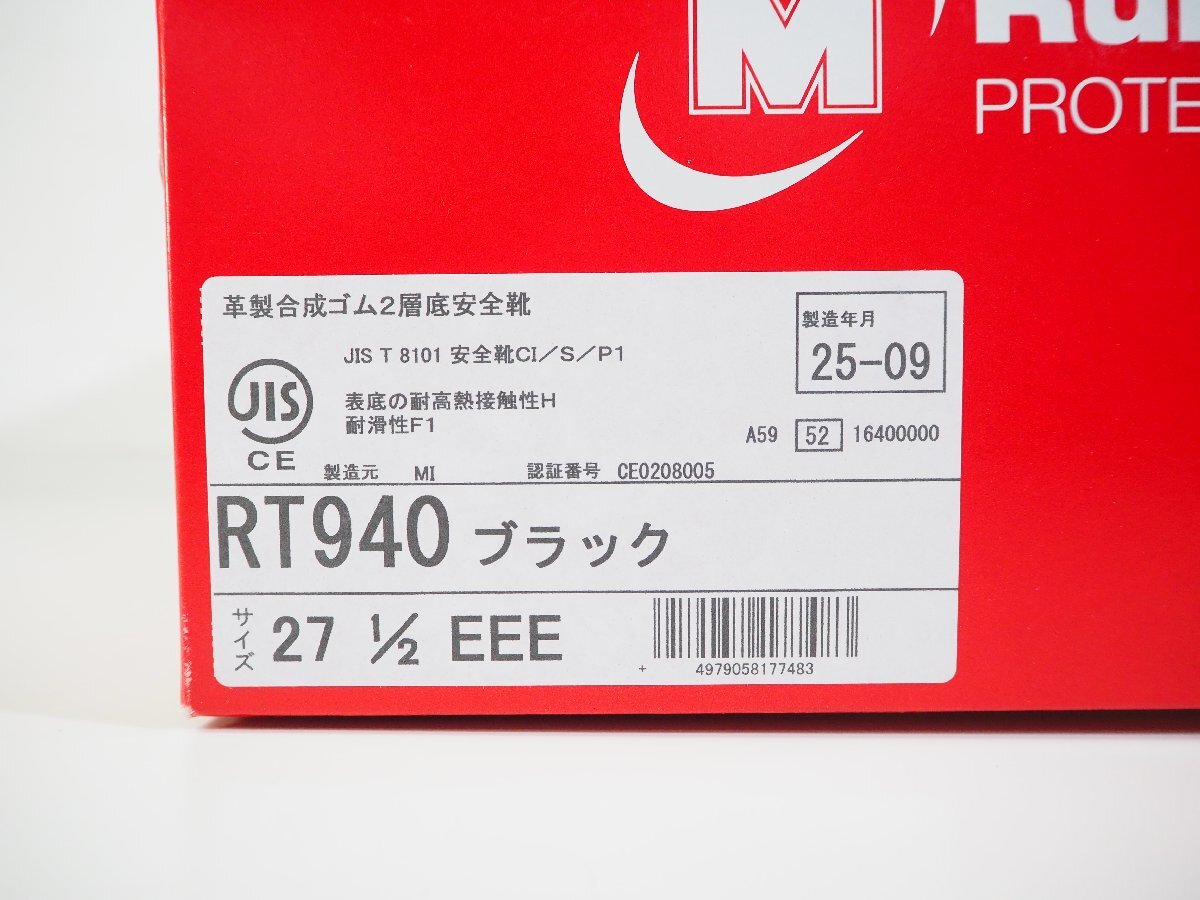 M
PROTE
革製合成ゴム2層底安全靴
JIS T 8101 安全靴CI／S／P1
製造年月
25-09
JIS
CE
表底の耐高熱接触性H
耐滑性F1
A59 52 16400000
製造元 MI 認証番号 CE0208005
RT940 ブラック
サイズ 27 ½ EEE
+ 4979058177483